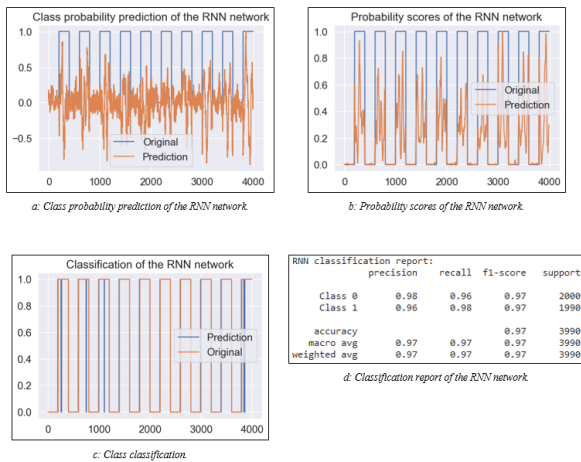 Class probability prediction of the RNN network
1.0
0.5
0.0
−0.5
Original
Prediction
0 1000 2000 3000 4000
a: Class probability prediction of the RNN network.
Probability scores of the RNN network
1.0
0.8
0.6
0.4
0.2
0.0
Original
Prediction
0 1000 2000 3000 4000
b: Probability scores of the RNN network.
Classification of the RNN network
1.0
0.8
0.6
0.4
0.2
0.0
Prediction
Original
0 1000 2000 3000 4000
c: Class classification.
RNN classification report:
precision recall f1-score support
Class 0 0.98 0.96 0.97 2000
Class 1 0.96 0.98 0.97 1990
accuracy 0.97 3990
macro avg 0.97 0.97 0.97 3990
weighted avg 0.97 0.97 0.97 3990
d: Classification report of the RNN network.